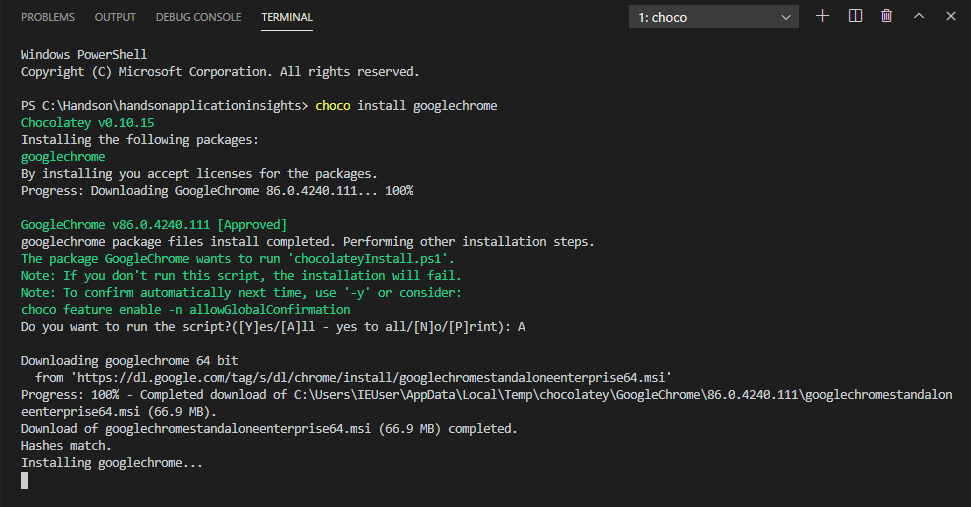 PROBLEMS OUTPUT DEBUG CONSOLE TERMINAL 1: choco
Windows PowerShell
Copyright (C) Microsoft Corporation. All rights reserved.
PS C:\Handson\handsonapplicationinsights> choco install googlechrome
Chocolatey v0.10.15
Installing the following packages:
googlechrome
By installing you accept licenses for the packages.
Progress: Downloading GoogleChrome 86.0.4240.111... 100%
GoogleChrome v86.0.4240.111 [Approved]
googlechrome package files install completed. Performing other installation steps.
The package GoogleChrome wants to run 'chocolateyInstall.ps1'.
Note: If you don't run this script, the installation will fail.
Note: To confirm automatically next time, use '-y' or consider:
choco feature enable -n allowGlobalConfirmation
Do you want to run the script?([Y]es/[A]ll - yes to all/[N]o/[P]rint): A
Downloading googlechrome 64 bit
  from 'https://dl.google.com/tag/s/dl/chrome/install/googlechromestandaloneenterprise64.msi'
Progress: 100% - Completed download of C:\Users\IEUser\AppData\Local\Temp\chocolatey\GoogleChrome\86.0.4240.111\googlechromestandalon
eenterprise64.msi (66.9 MB).
Download of googlechromestandaloneenterprise64.msi (66.9 MB) completed.
Hashes match.
Installing googlechrome...